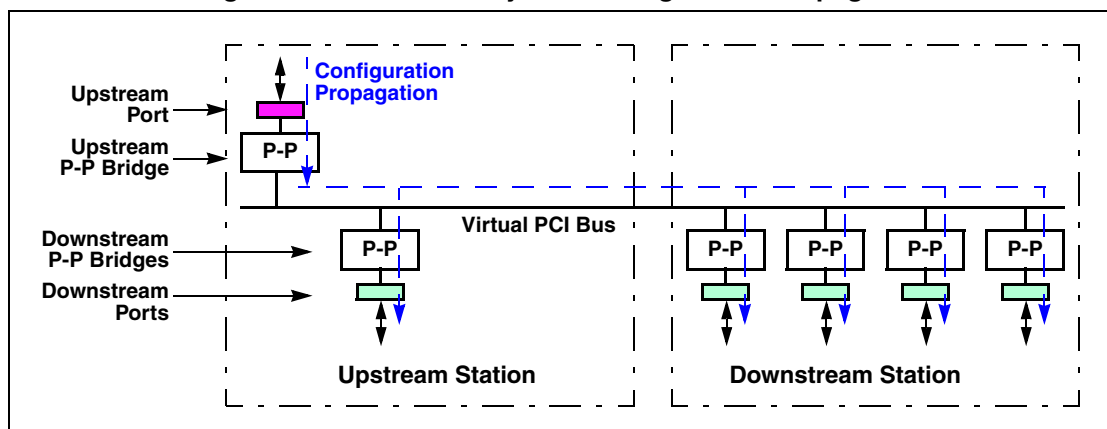 Configuration
Propagation
Upstream
Port
Upstream
P-P Bridge
P-P
Virtual PCI Bus
Downstream
P-P Bridges
P-P
P-P
P-P
P-P
P-P
Downstream
Ports
Upstream Station
Downstream Station